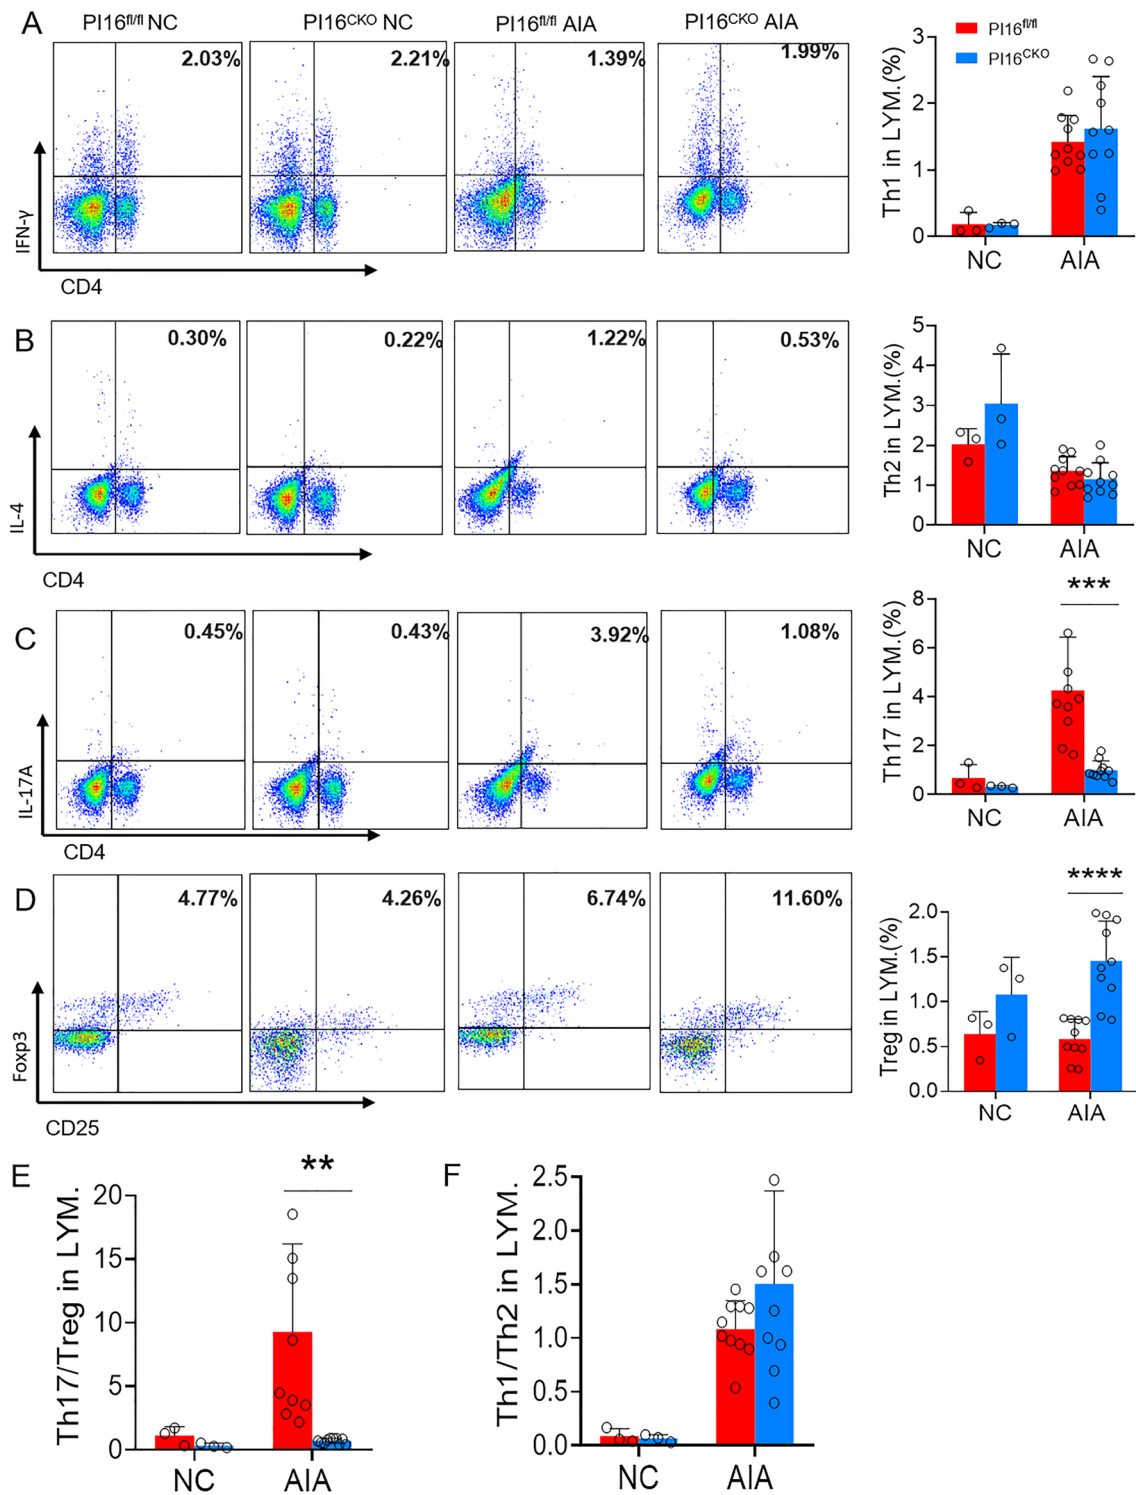 A
PI16fl/fl NC
PI16CKO NC
PI16fl/fl AIA
PI16CKO AIA
2.03%
2.21%
1.39%
1.99%
IFN-γ
CD4
Th1 in LYM.(%)
3
2
1
0
PI16fl/fl
PI16CKO
NC
AIA
B
0.30%
0.22%
1.22%
0.53%
IL-4
CD4
Th2 in LYM.(%)
5
4
3
2
1
0
NC
AIA
C
0.45%
0.43%
3.92%
1.08%
IL-17A
CD4
Th17 in LYM.(%)
***
8
6
4
2
0
NC
AIA
D
4.77%
4.26%
6.74%
11.60%
Foxp3
CD25
Treg in LYM.(%)
****
2.0
1.5
1.0
0.5
0.0
NC
AIA
E
Th17/Treg in LYM.
**
20
15
10
5
0
NC
AIA
F
Th1/Th2 in LYM.
2.5
2.0
1.5
1.0
0.5
0.0
NC
AIA